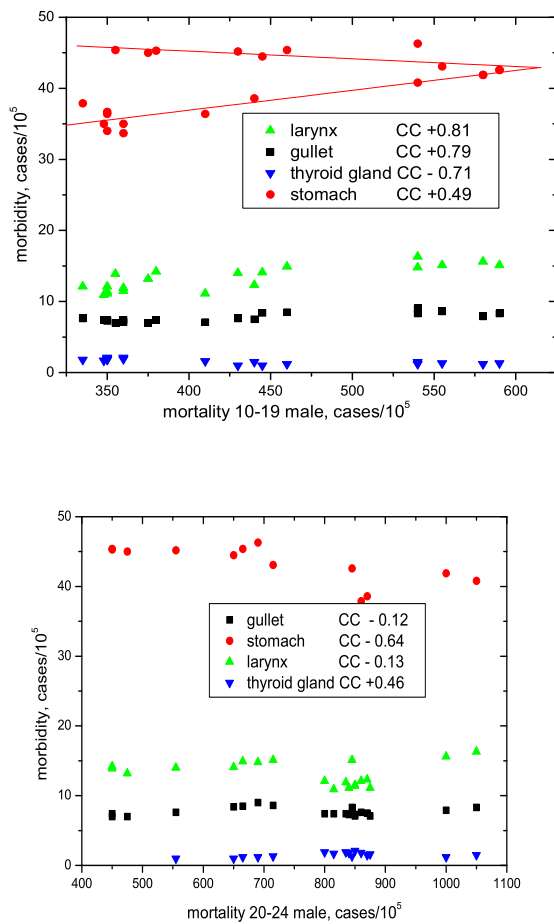 50
40
30
20
10
0
morbidity, cases/10⁵
larynx CC +0.81
gullet CC +0.79
thyroid gland CC - 0.71
stomach CC +0.49
350 400 450 500 550 600
mortality 10-19 male, cases/10⁵
50
40
30
20
10
0
morbidity, cases/10⁵
gullet CC - 0.12
stomach CC - 0.64
larynx CC - 0.13
thyroid gland CC +0.46
400 500 600 700 800 900 1000 1100
mortality 20-24 male, cases/10⁵